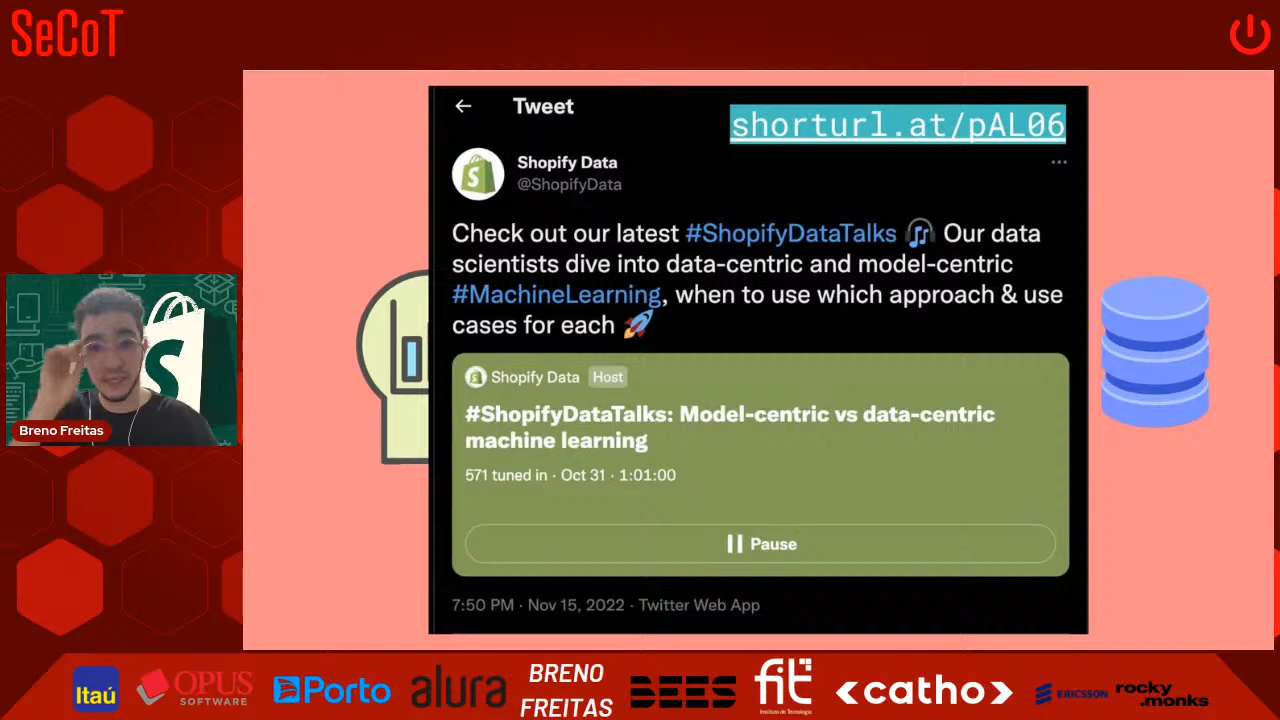 SeCoT
← Tweet
shorturl.at/pAL06
Shopify Data
@ShopifyData
Check out our latest #ShopifyDataTalks 🎧 Our data
scientists dive into data-centric and model-centric
#MachineLearning, when to use which approach & use
cases for each 🚀
Shopify Data Host
#ShopifyDataTalks: Model-centric vs data-centric
machine learning
571 tuned in · Oct 31 · 1:01:00
Pause
7:50 PM · Nov 15, 2022 · Twitter Web App
S
Breno Freitas
Itaú
OPUS
SOFTWARE
Porto
alura
BRENO
FREITAS
BEES
fit
Instituto de Tecnologia
<catho>
ERICSSON
rocky
.monks